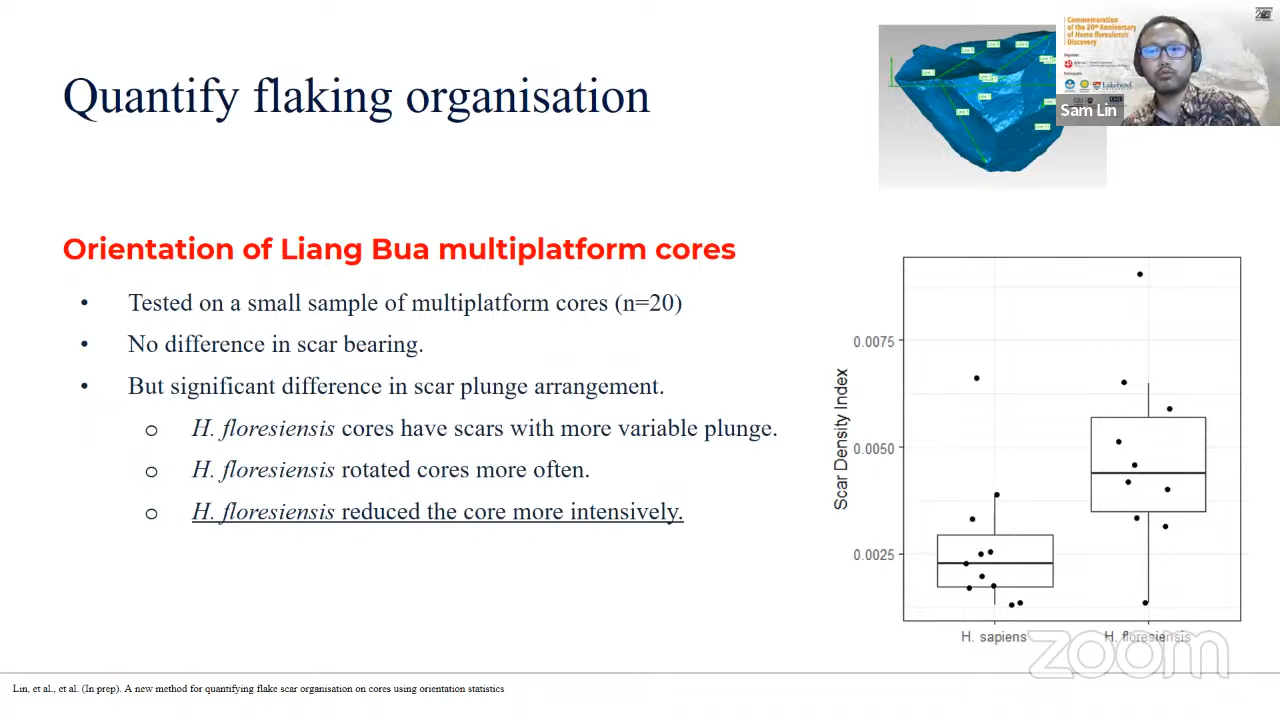 Quantify flaking organisation
Commemoration
of the 20th Anniversary
of Homo floresiensis
Discovery
Sam Lin
Orientation of Liang Bua multiplatform cores
• Tested on a small sample of multiplatform cores (n=20)
• No difference in scar bearing.
• But significant difference in scar plunge arrangement.
o H. floresiensis cores have scars with more variable plunge.
o H. floresiensis rotated cores more often.
o H. floresiensis reduced the core more intensively.
Scar Density Index
0.0075
0.0050
0.0025
H. sapiens
H. floresiensis
zoom
Lin, et al., et al. (In prep). A new method for quantifying flake scar organisation on cores using orientation statistics